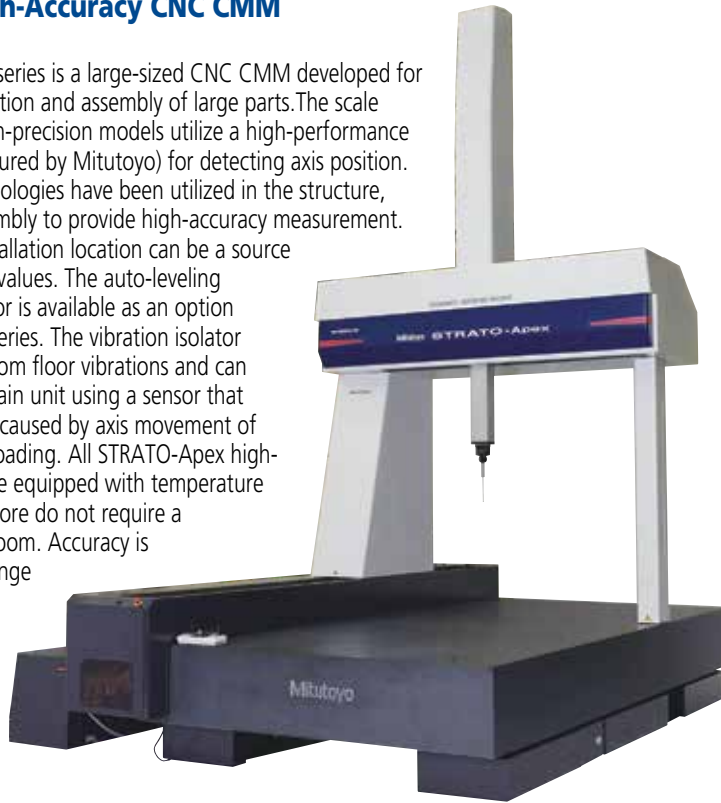 h-Accuracy CNC CMM
series is a large-sized CNC CMM developed for
tion and assembly of large parts.The scale
n-precision models utilize a high-performance
ured by Mitutoyo) for detecting axis position.
ologies have been utilized in the structure,
mbly to provide high-accuracy measurement.
allation location can be a source
values. The auto-leveling
or is available as an option
eries. The vibration isolator
om floor vibrations and can
ain unit using a sensor that
caused by axis movement of
oading. All STRATO-Apex high-
e equipped with temperature
ore do not require a
oom. Accuracy is
nge
Mitutoyo STRATO-Apex
Mitutoyo